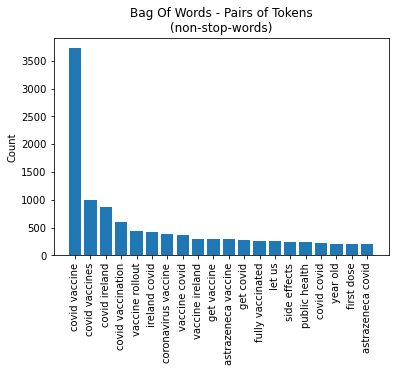 Bag Of Words - Pairs of Tokens
(non-stop-words)
Count
3500
3000
2500
2000
1500
1000
500
0
covid vaccine
covid vaccines
covid ireland
covid vaccination
vaccine rollout
ireland covid
coronavirus vaccine
vaccine covid
vaccine ireland
get vaccine
astrazeneca vaccine
get covid
fully vaccinated
let us
side effects
public health
covid covid
year old
first dose
astrazeneca covid